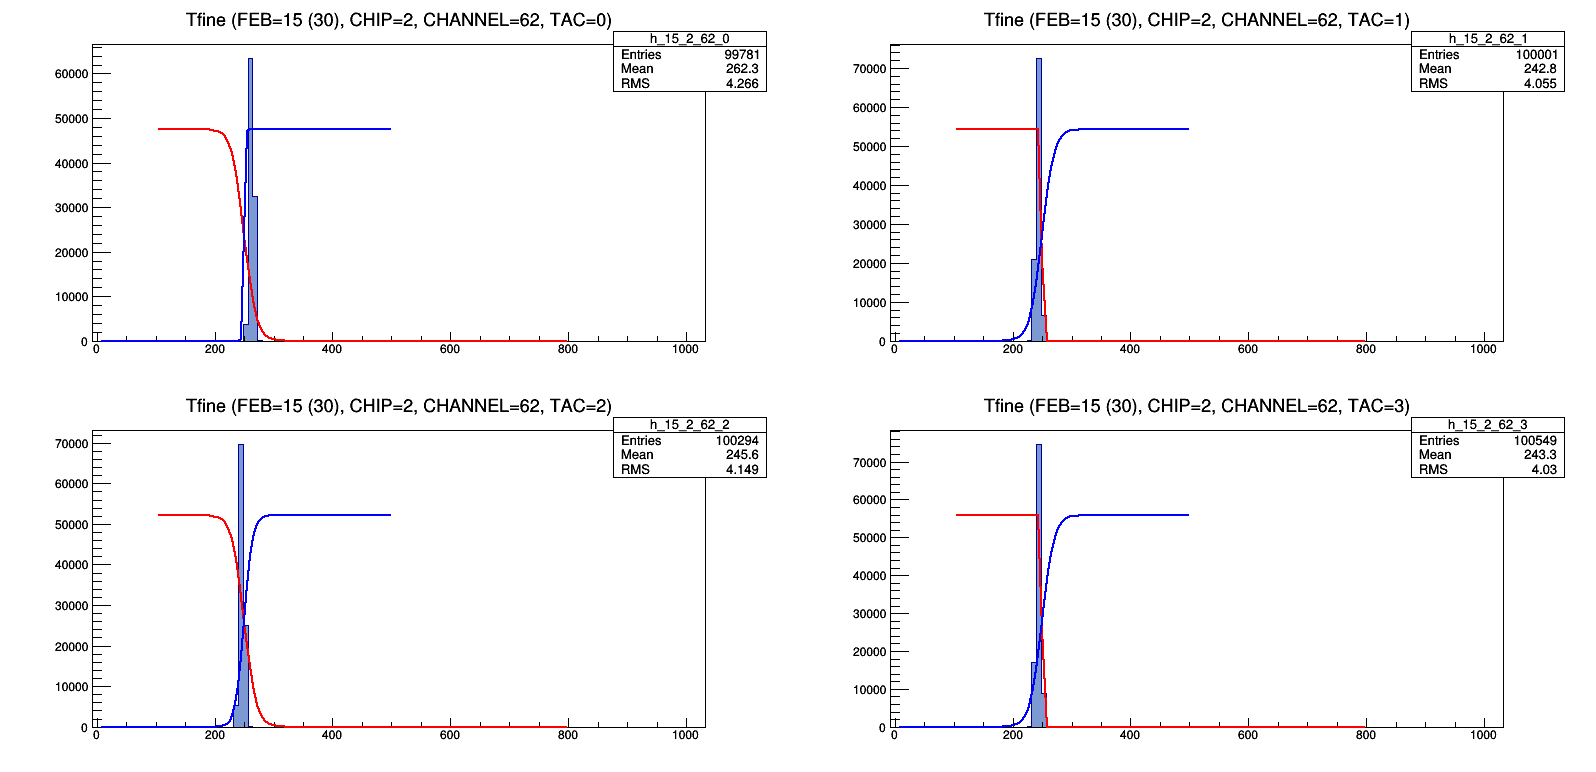 Tfine (FEB=15 (30), CHIP=2, CHANNEL=62, TAC=0)
h_15_2_62_0
Entries 99781
Mean 262.3
RMS 4.266
60000
50000
40000
30000
20000
10000
0
0 200 400 600 800 1000
Tfine (FEB=15 (30), CHIP=2, CHANNEL=62, TAC=1)
h_15_2_62_1
Entries 100001
Mean 242.8
RMS 4.055
70000
60000
50000
40000
30000
20000
10000
0
0 200 400 600 800 1000
Tfine (FEB=15 (30), CHIP=2, CHANNEL=62, TAC=2)
h_15_2_62_2
Entries 100294
Mean 245.6
RMS 4.149
70000
60000
50000
40000
30000
20000
10000
0
0 200 400 600 800 1000
Tfine (FEB=15 (30), CHIP=2, CHANNEL=62, TAC=3)
h_15_2_62_3
Entries 100549
Mean 243.3
RMS 4.03
70000
60000
50000
40000
30000
20000
10000
0
0 200 400 600 800 1000